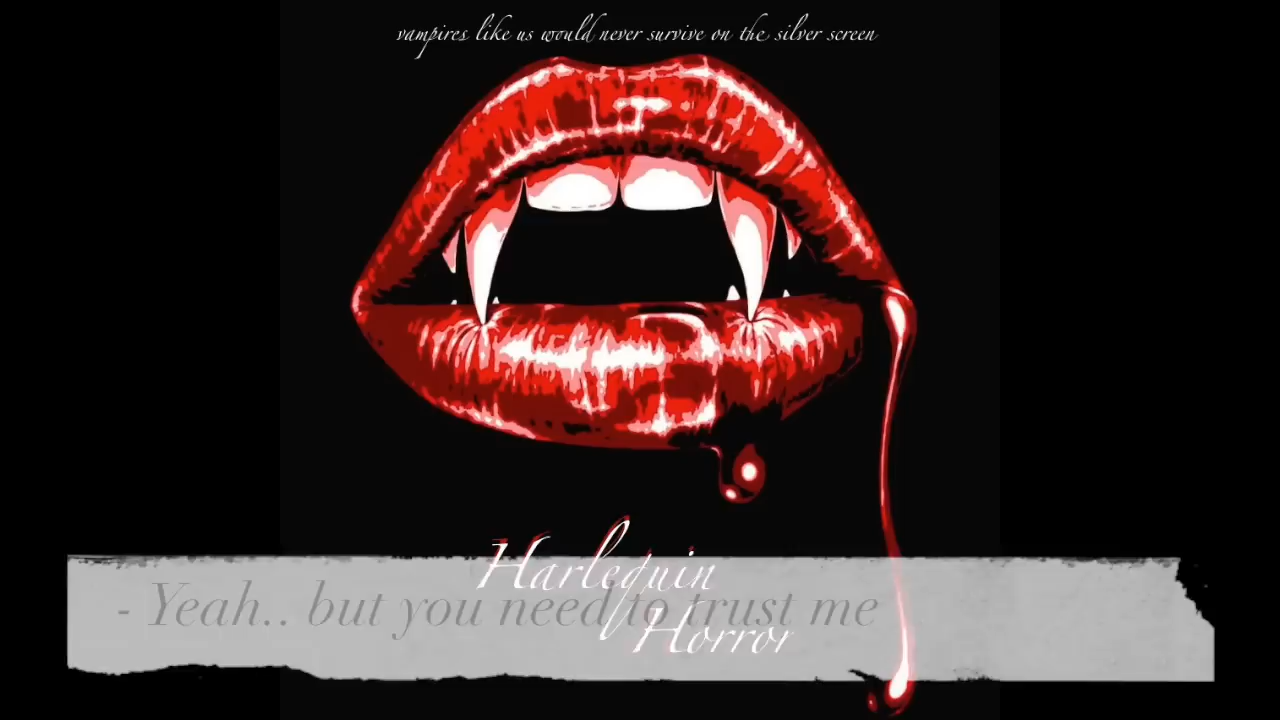 vampires like us would never survive on the silver screen
Harlequin
- Yeah.. but you need to trust me
Horror